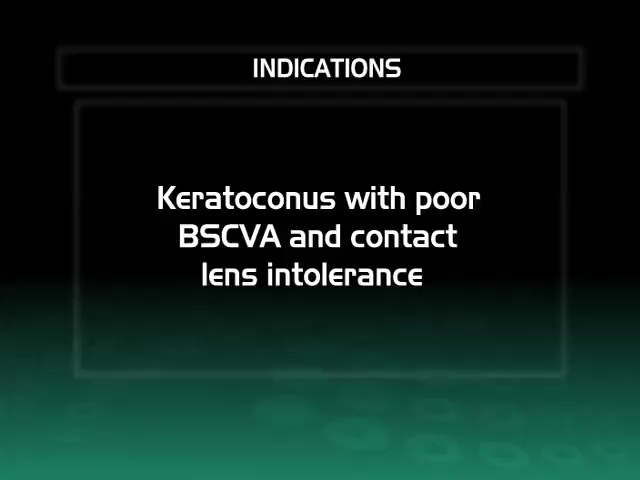 INDICATIONS
Keratoconus with poor
BSCVA and contact
lens intolerance